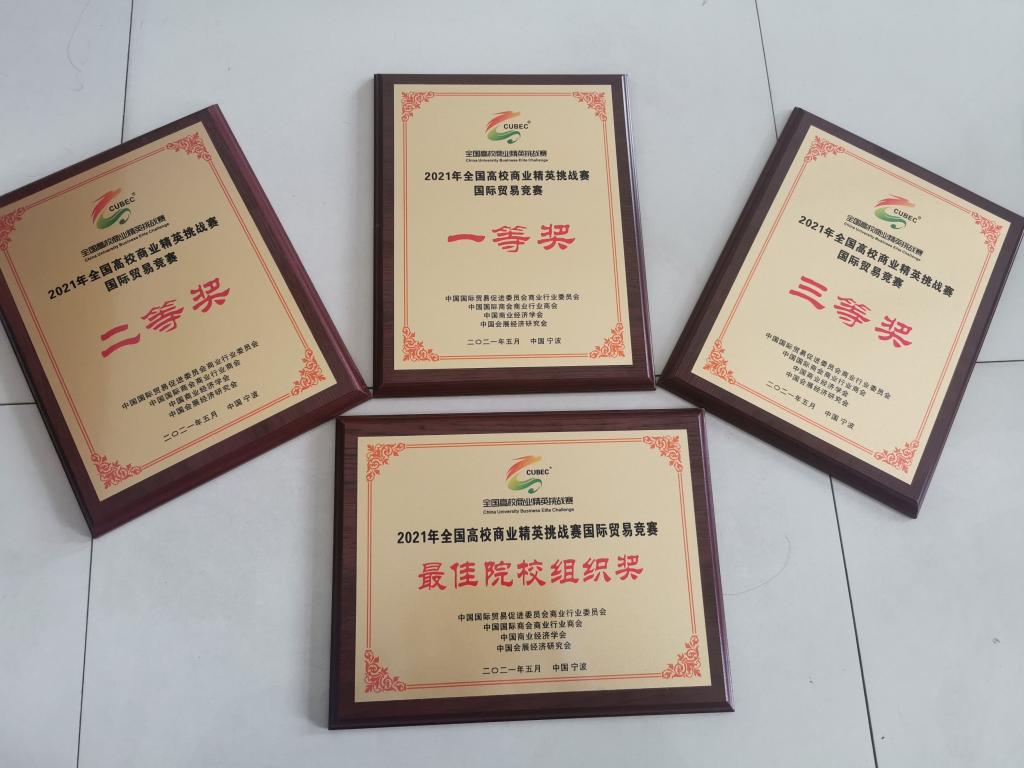 CUBEC
全国高校商业精英挑战赛
China University Business Elite Challenge
2021年全国高校商业精英挑战赛
国际贸易竞赛
二等奖
中国国际贸易促进委员会商业行业委员会
中国国际商会商业行业商会
中国商业经济学会
中国会展经济研究会
二〇二一年五月 中国 宁波
CUBEC
全国高校商业精英挑战赛
China University Business Elite Challenge
2021年全国高校商业精英挑战赛
国际贸易竞赛
一等奖
中国国际贸易促进委员会商业行业委员会
中国国际商会商业行业商会
中国商业经济学会
中国会展经济研究会
二〇二一年五月 中国 宁波
CUBEC
全国高校商业精英挑战赛
China University Business Elite Challenge
2021年全国高校商业精英挑战赛
国际贸易竞赛
三等奖
中国国际贸易促进委员会商业行业委员会
中国国际商会商业行业商会
中国商业经济学会
中国会展经济研究会
二〇二一年五月 中国 宁波
CUBEC
全国高校商业精英挑战赛
China University Business Elite Challenge
2021年全国高校商业精英挑战赛国际贸易竞赛
最佳院校组织奖
中国国际贸易促进委员会商业行业委员会
中国国际商会商业行业商会
中国商业经济学会
中国会展经济研究会
二〇二一年五月 中国 宁波